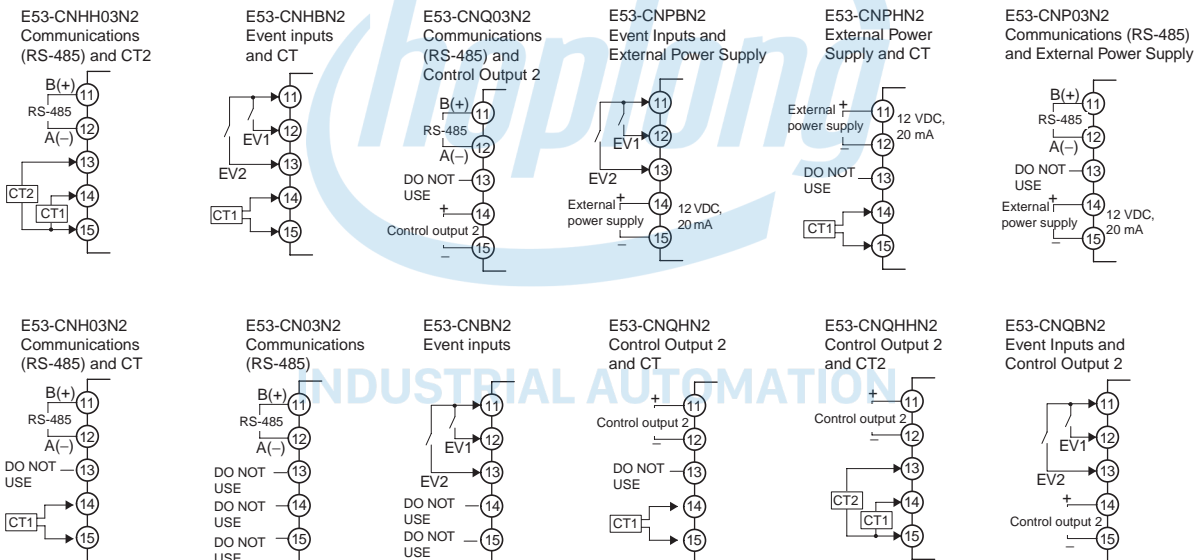 E53-CNHH03N2
Communications
(RS-485) and CT2
B(+)
11
RS-485
12
A(–)
13
CT2
14
CT1
15
E53-CNHBN2
Event inputs
and CT
11
12
EV1
13
EV2
14
CT1
15
E53-CNQ03N2
Communications
(RS-485) and
Control Output 2
B(+)
11
RS-485
12
A(–)
DO NOT
13
USE
+
14
Control output 2
15
–
E53-CNPBN2
Event Inputs and
External Power Supply
11
12
EV1
13
EV2
External +
14
12 VDC,
power supply
20 mA
15
–
E53-CNPHN2
External Power
Supply and CT
External +
11
12 VDC,
power supply
20 mA
–
12
DO NOT
13
USE
14
CT1
15
E53-CNP03N2
Communications (RS-485)
and External Power Supply
B(+)
11
RS-485
12
A(–)
DO NOT
13
USE
External +
14
12 VDC,
power supply
20 mA
15
–
hoplong
INDUSTRIAL AUTOMATION
E53-CNH03N2
Communications
(RS-485) and CT
B(+)
11
RS-485
12
A(–)
DO NOT
13
USE
14
CT1
15
E53-CN03N2
Communications
(RS-485)
B(+)
11
RS-485
12
A(–)
DO NOT
13
USE
DO NOT
14
USE
DO NOT
15
USE
E53-CNBN2
Event inputs
11
12
EV1
13
EV2
DO NOT
14
USE
DO NOT
15
USE
E53-CNQHN2
Control Output 2
and CT
+
11
Control output 2
–
12
DO NOT
13
USE
14
CT1
15
E53-CNQHHN2
Control Output 2
and CT2
+
11
Control output 2
–
12
13
CT2
14
CT1
15
E53-CNQBN2
Event Inputs and
Control Output 2
11
12
EV1
13
EV2
+
14
Control output 2
15
–